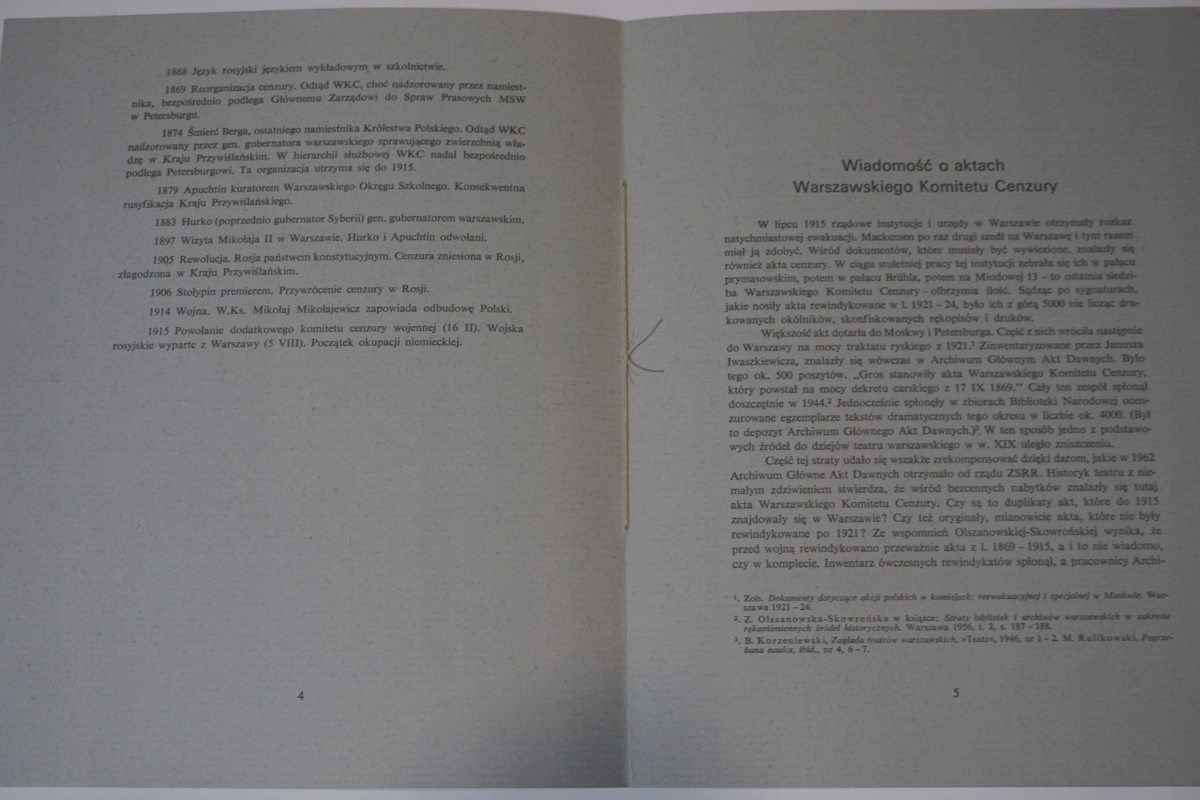 1868 Język rosyjski językiem wykładowym w szkolnictwie.
1869 Reorganizacja cenzury. Odtąd WKC, choć nadzorowany przez namiest-
nika, bezpośrednio podlega Głównemu Zarządowi do Spraw Prasowych MSW
w Petersburgu.
1874 Śmierć Berga, ostatniego namiestnika Królestwa Polskiego. Odtąd WKC
nadzorowany przez gen. gubernatora warszawskiego sprawującego zwierzchnią wła-
dzę w Kraju Przywiślańskim. W hierarchii służbowej WKC nadal bezpośrednio
podlega Petersburgowi. Ta organizacja utrzyma się do 1915.
1879 Apuchtin kuratorem Warszawskiego Okręgu Szkolnego. Konsekwentna
rusyfikacja Kraju Przywiślańskiego.
1883 Hurko (poprzednio gubernator Syberii) gen. gubernatorem warszawskim.
1897 Wizyta Mikołaja II w Warszawie. Hurko i Apuchtin odwołani.
1905 Rewolucja. Rosja państwem konstytucyjnym. Cenzura zniesiona w Rosji,
złagodzona w Kraju Przywiślańskim.
1906 Stołypin premierem. Przywrócenie cenzury w Rosji.
1914 Wojna. W.Ks. Mikołaj Mikołajewicz zapowiada odbudowę Polski.
1915 Powołanie dodatkowego komitetu cenzury wojennej (16 II). Wojska
rosyjskie wyparte z Warszawy (5 VIII). Początek okupacji niemieckiej.
4
Wiadomość o aktach
Warszawskiego Komitetu Cenzury
W lipcu 1915 rządowe instytucje i urzędy w Warszawie otrzymały rozkaz
natychmiastowej ewakuacji. Mackensen po raz drugi szedł na Warszawę i tym razem
miał ją zdobyć. Wśród dokumentów, które musiały być wywiezione, znalazły się
również akta cenzury. W ciągu stuletniej pracy tej instytucji zebrała się ich w pałacu
prymasowskim, potem w pałacu Brühla, potem na Miodowej 13 – to ostatnia siedzi-
ba Warszawskiego Komitetu Cenzury – olbrzymia ilość. Sądząc po sygnaturach,
jakie nosiły akta rewindykowane w l. 1921 – 24, było ich z górą 5000 nie licząc dru-
kowanych okólników, skonfiskowanych rękopisów i druków.
Większość akt dotarła do Moskwy i Petersburga. Część z nich wróciła następnie
do Warszawy na mocy traktatu ryskiego z 1921.¹ Zinwentaryzowane przez Janusza
Iwaszkiewicza, znalazły się wówczas w Archiwum Głównym Akt Dawnych. Było
tego ok. 500 poszytów. „Gros stanowiły akta Warszawskiego Komitetu Cenzury,
który powstał na mocy dekretu carskiego z 17 IX 1869.” Cały ten zespół spłonął
doszczętnie w 1944.² Jednocześnie spłonęły w zbiorach Biblioteki Narodowej ocen-
zurowane egzemplarze tekstów dramatycznych tego okresu w liczbie ok. 4000. (Był
to depozyt Archiwum Głównego Akt Dawnych.)³ W ten sposób jedno z podstawo-
wych źródeł do dziejów teatru warszawskiego w w. XIX uległo zniszczeniu.
Część tej straty udało się wszakże zrekompensować dzięki darom, jakie w 1962
Archiwum Główne Akt Dawnych otrzymało od rządu ZSRR. Historyk teatru z nie-
małym zdziwieniem stwierdza, że wśród bezcennych nabytków znalazły się tutaj
akta Warszawskiego Komitetu Cenzury. Czy są to duplikaty akt, które do 1915
znajdowały się w Warszawie? Czy też oryginały, mianowicie akta, które nie były
rewindykowane po 1921? Ze wspomnień Olszanowskiej-Skowrońskiej wynika, że
przed wojną rewindykowano przeważnie akta z l. 1869 – 1915, a i to nie wiadomo,
czy w komplecie. Inwentarz ówczesnych rewindykatów spłonął, a pracownicy Archi-
¹. Zob. Dokumenty dotyczące akcji polskich w komisjach: reewakuacyjnej i specjalnej w Moskwie. War-
szawa 1921 – 24.
². Z. Olszanowska-Skowrońska w książce: Straty bibliotek i archiwów warszawskich w zakresie
rękopiśmiennych źródeł historycznych. Warszawa 1956, t. 2, s. 187 – 188.
³. B. Korzeniewski, Zagłada teatrów warszawskich, »Teatr«, 1946, nr 1 – 2. M. Rulikowski, Pogrze-
bana nauka, ibid., nr 4, 6 – 7.
5